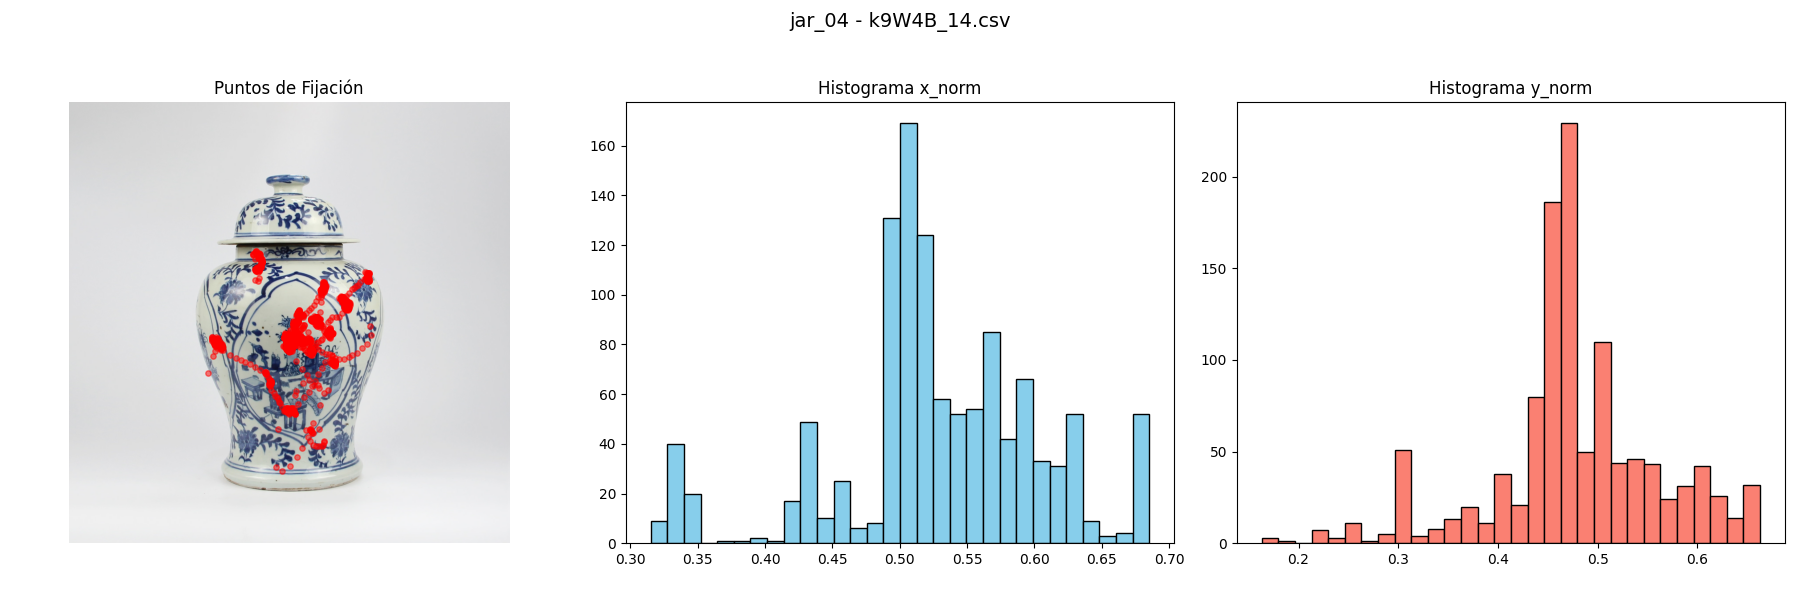 jar_04 - k9W4B_14.csv
Puntos de Fijación
Histograma x_norm
160
140
120
100
80
60
40
20
0
0.30 0.35 0.40 0.45 0.50 0.55 0.60 0.65 0.70
Histograma y_norm
200
150
100
50
0
0.2 0.3 0.4 0.5 0.6